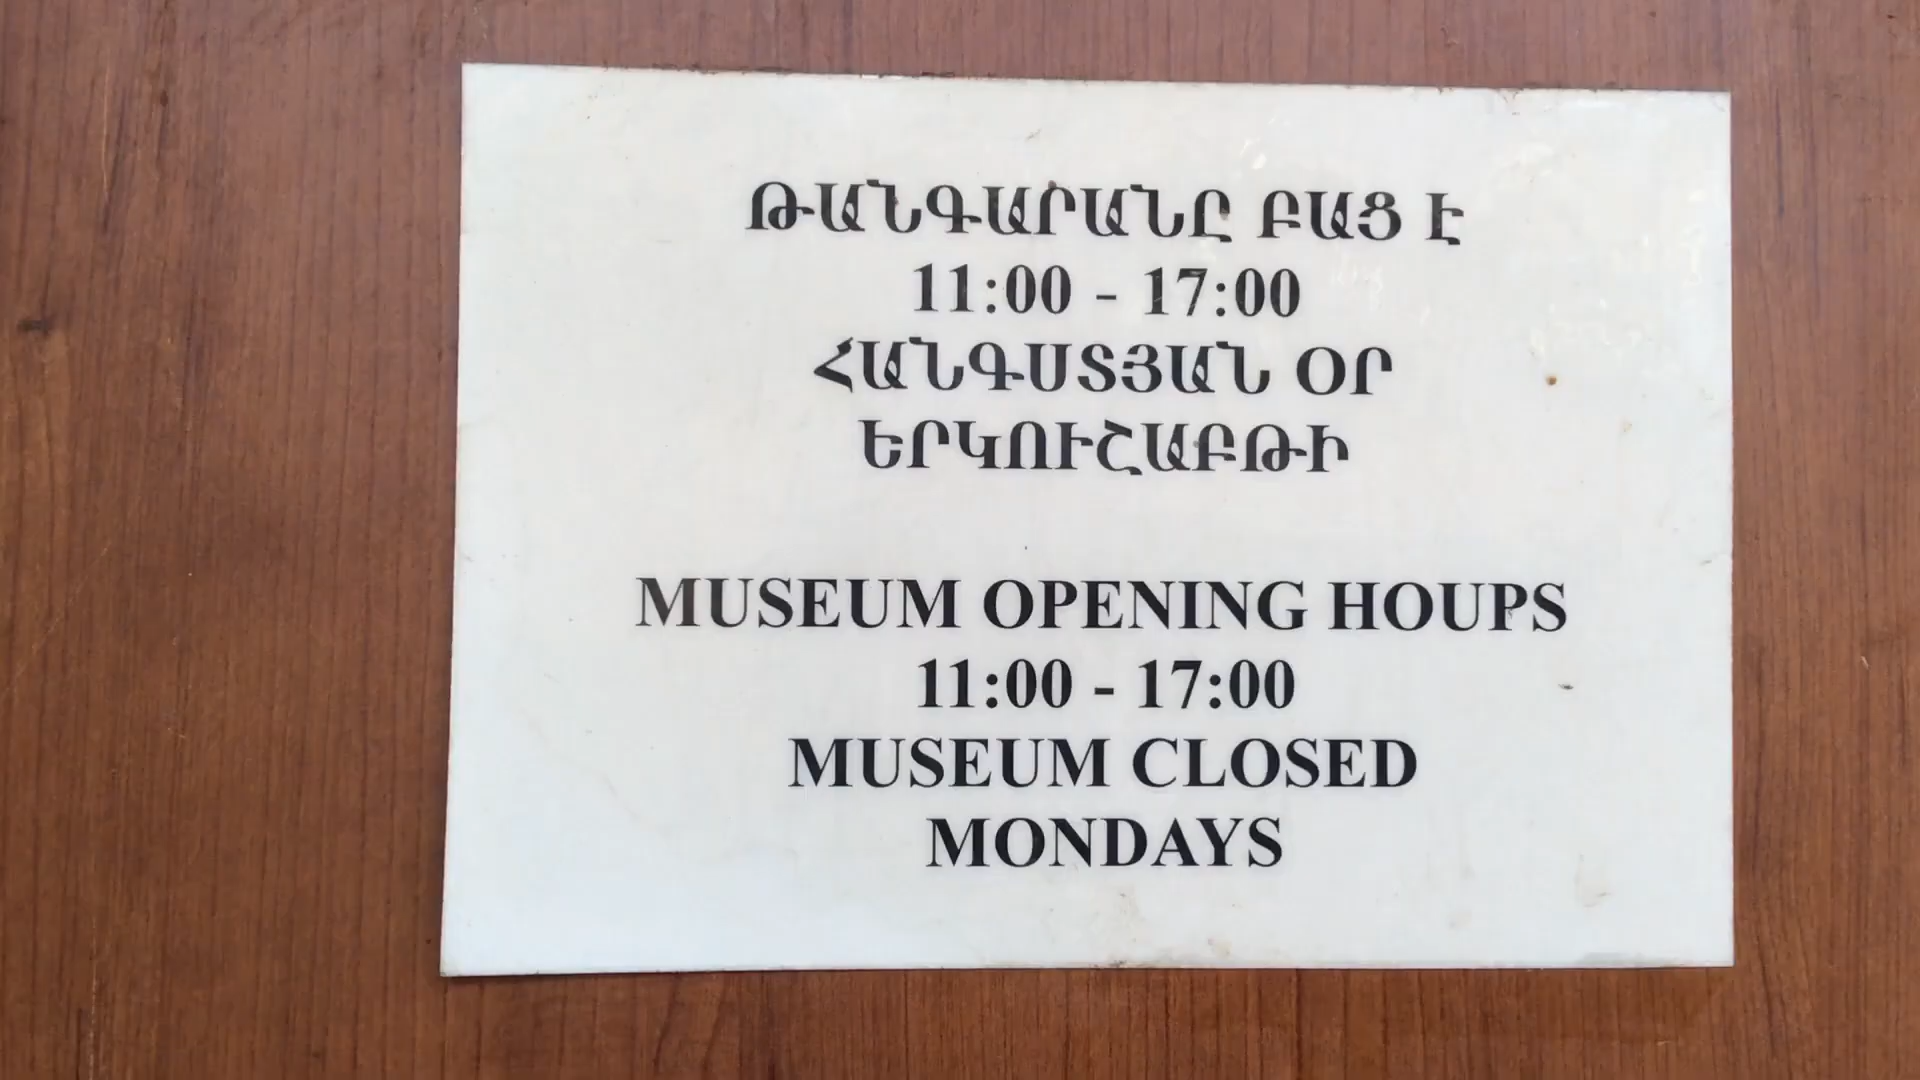 ԹԱՆԳԱՐԱՆԸ ԲԱՑ Է
11:00 - 17:00
ՀԱՆԳՍՏՅԱՆ ՕՐ
ԵՐԿՈՒՇԱԲԹԻ
MUSEUM OPENING HOUPS
11:00 - 17:00
MUSEUM CLOSED
MONDAYS